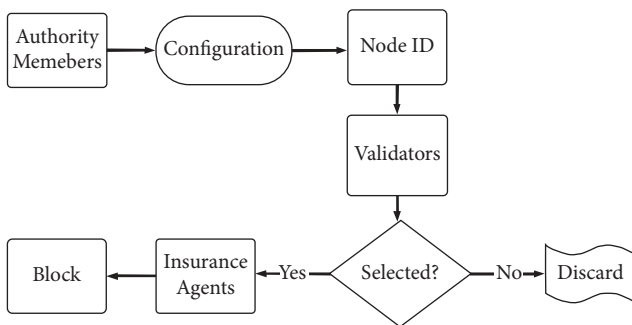 Authority
Memebers
Configuration
Node ID
Validators
Selected?
Yes
No
Insurance
Agents
Block
Discard